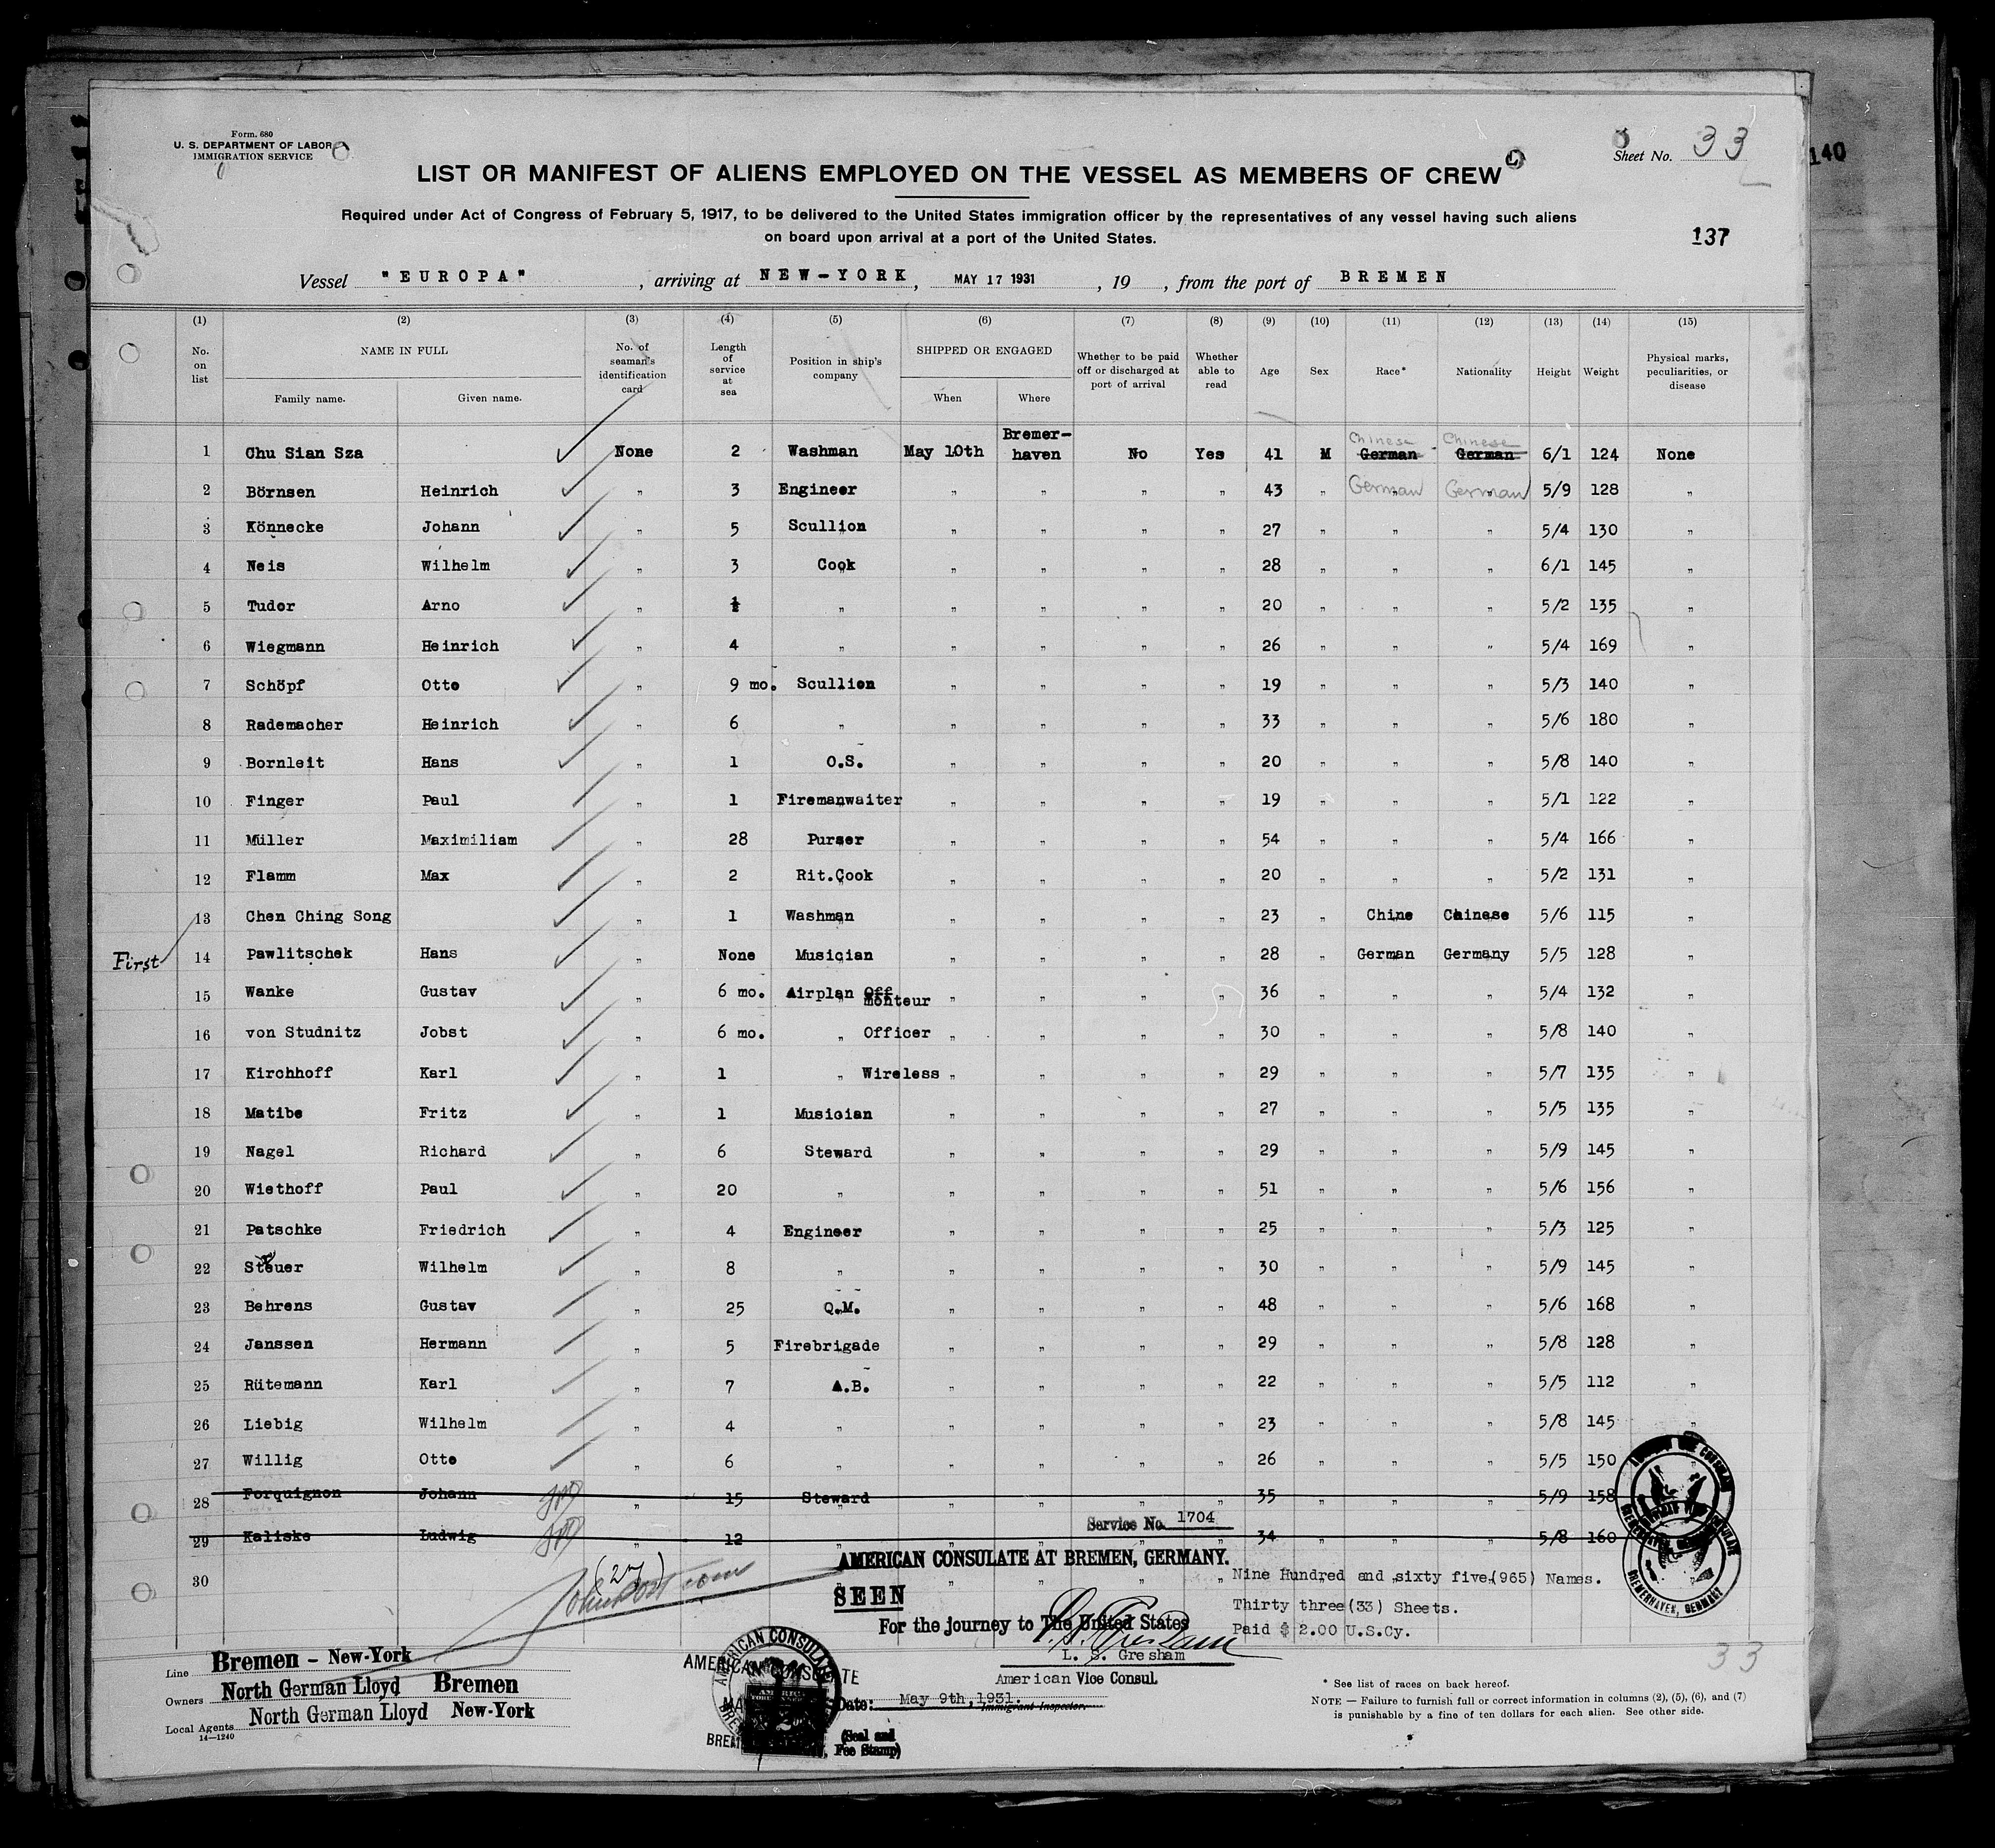 Form. 680
U. S. DEPARTMENT OF LABOR
IMMIGRATION SERVICE
Sheet No. 33
140
LIST OR MANIFEST OF ALIENS EMPLOYED ON THE VESSEL AS MEMBERS OF CREW
Required under Act of Congress of February 5, 1917, to be delivered to the United States immigration officer by the representatives of any vessel having such aliens
on board upon arrival at a port of the United States.
137
Vessel "EUROPA", arriving at NEW-YORK, MAY 17 1931, 19 , from the port of BREMEN
(1) (2) (3) (4) (5) (6) (7) (8) (9) (10) (11) (12) (13) (14) (15)
No. on list NAME IN FULL Family name. Given name. No. of seaman's identification card Length of service at sea Position in ship's company SHIPPED OR ENGAGED When Where Whether to be paid off or discharged at port of arrival Whether able to read Age Sex Race* Nationality Height Weight Physical marks, peculiarities, or disease
Chinese Chinese
1 Chu Sian Sza None 2 Washman May 10th Bremer-haven No Yes 41 M German German 6/1 124 None
2 Börnsen Heinrich " 3 Engineer " " " " 43 " German German 5/9 128 "
3 Könnecke Johann " 5 Scullion " " " " 27 " " " 5/4 130 "
4 Neis Wilhelm " 3 Cook " " " " 28 " " " 6/1 145 "
5 Tudor Arno " ½ " " " " " 20 " " " 5/2 135 "
6 Wiegmann Heinrich " 4 " " " " " 26 " " " 5/4 169 "
7 Schöpf Otto " 9 mo. Scullion " " " " 19 " " " 5/3 140 "
8 Rademacher Heinrich " 6 " " " " " 33 " " " 5/6 180 "
9 Bornleit Hans " 1 O.S. " " " " 20 " " " 5/8 140 "
10 Finger Paul " 1 Firemanwaiter " " " " 19 " " " 5/1 122 "
11 Müller Maximiliam " 28 Purser " " " " 54 " " " 5/4 166 "
12 Flamm Max " 2 Rit.Cook " " " " 20 " " " 5/2 131 "
13 Chen Ching Song " 1 Washman " " " " 23 " Chine Chinese 5/6 115 "
First 14 Pawlitschek Hans " None Musician " " " " 28 " German Germany 5/5 128 "
15 Wanke Gustav " 6 mo. Airplan Off monteur " " " " 36 " " " 5/4 132 "
16 von Studnitz Jobst " 6 mo. " Officer " " " " 30 " " " 5/8 140 "
17 Kirchhoff Karl " 1 " Wireless " " " " 29 " " " 5/7 135 "
18 Matibe Fritz " 1 Musician " " " " 27 " " " 5/5 135 "
19 Nagel Richard " 6 Steward " " " " 29 " " " 5/9 145 "
20 Wiethoff Paul " 20 " " " " " 51 " " " 5/6 156 "
21 Patschke Friedrich " 4 Engineer " " " " 25 " " " 5/3 125 "
22 Steuer Wilhelm " 8 " " " " " 30 " " " 5/9 145 "
23 Behrens Gustav " 25 Q.M. " " " " 48 " " " 5/6 168 "
24 Janssen Hermann " 5 Firebrigade " " " " 29 " " " 5/8 128 "
25 Rütemann Karl " 7 A.B. " " " " 22 " " " 5/5 112 "
26 Liebig Wilhelm " 4 " " " " " 23 " " " 5/8 145 "
27 Willig Otto " 6 " " " " " 26 " " " 5/5 150 "
28 Forquignon Johann " 15 Steward " " " " 35 " " " 5/9 158
29 Kaliske Ludwig " 12 " " " " " 34 " " " 5/8 160
30
Service No. 1704
(27)
AMERICAN CONSULATE AT BREMEN, GERMANY.
SEEN
For the journey to The United States
L. S. Gresham
American Vice Consul.
Date: May 9th, 1931.
Immigrant Inspector.
(Seal and
Fee Stamp)
Nine Hundred and sixty five(965) Names.
Thirty three(33) Sheets.
Paid $ 2.00 U.S.Cy.
33
AMERICAN CONSULATE
BREMERHAVEN, GERMANY
Line Bremen - New-York
Owners North German Lloyd Bremen
Local Agents North German Lloyd New-York
14—1240
* See list of races on back hereof.
NOTE — Failure to furnish full or correct information in columns (2), (5), (6), and (7)
is punishable by a fine of ten dollars for each alien. See other side.